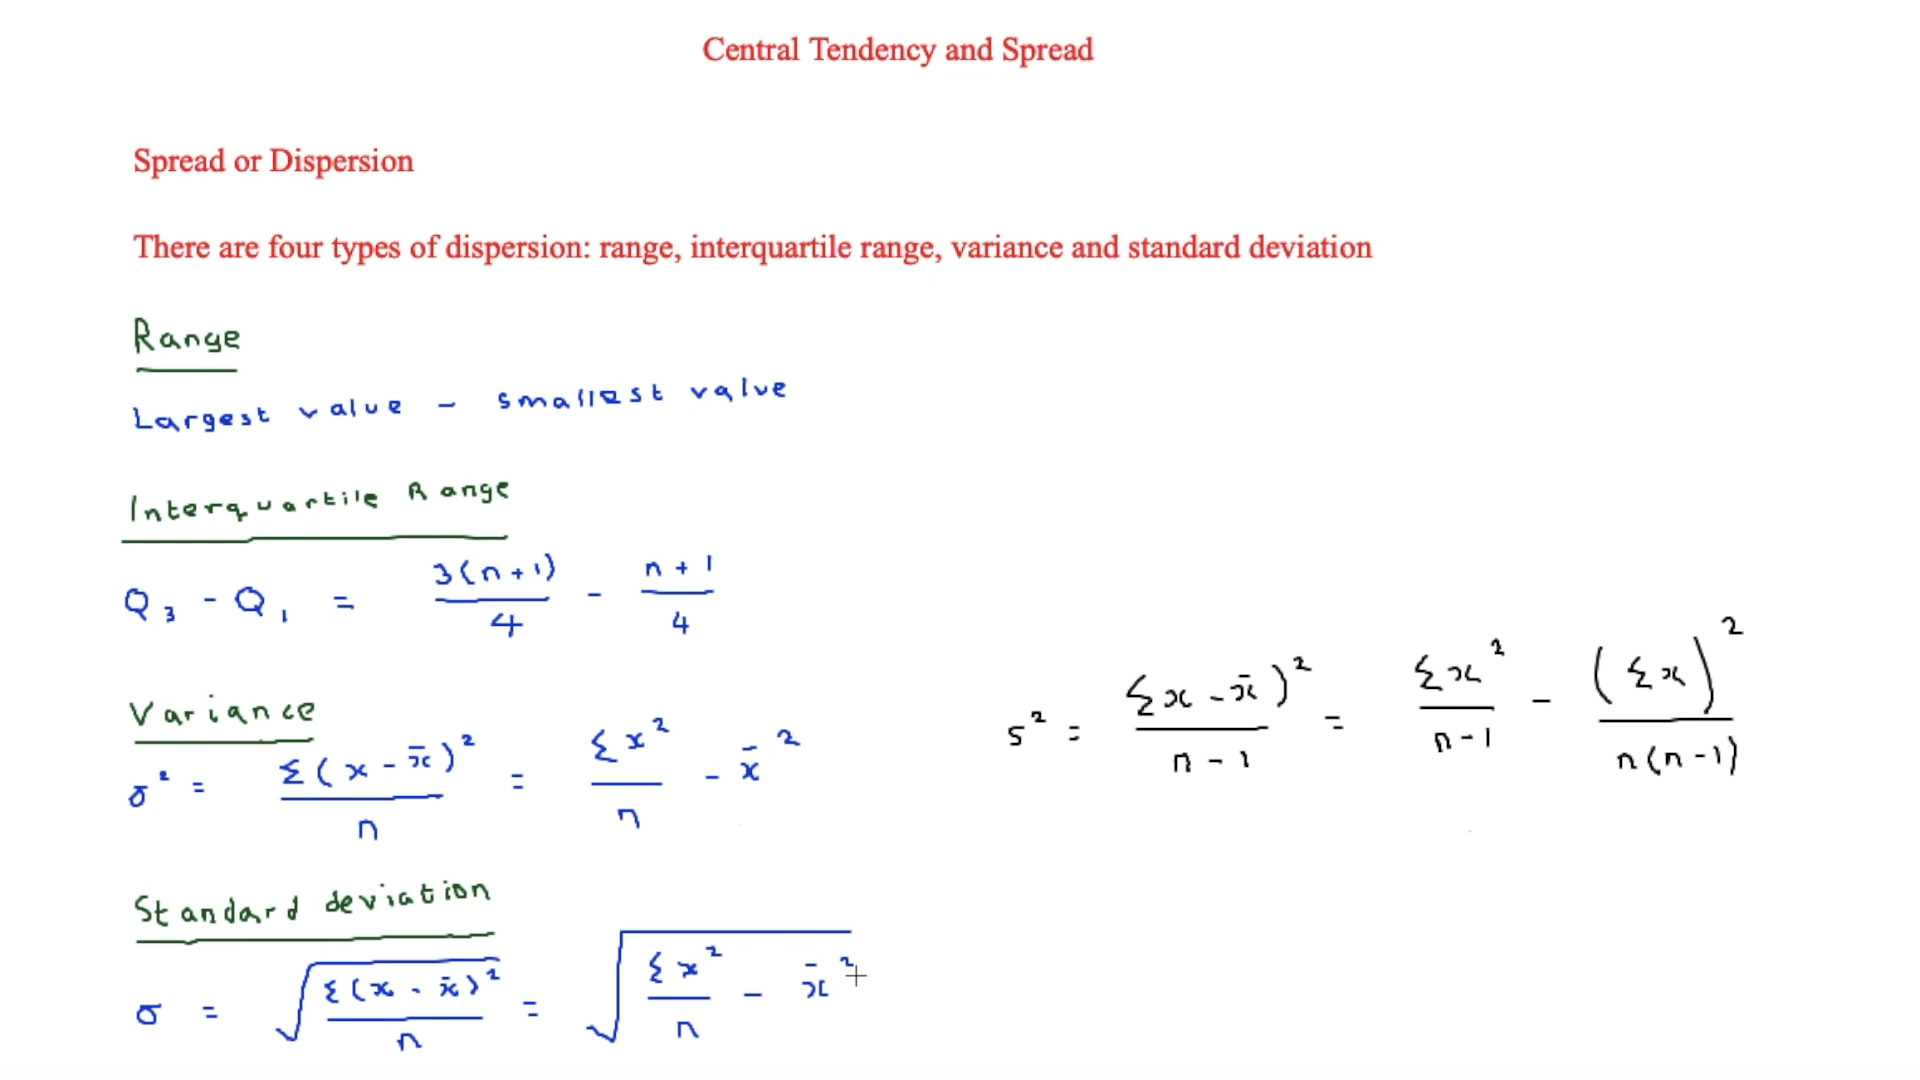 Central Tendency and Spread
Spread or Dispersion
There are four types of dispersion: range, interquartile range, variance and standard deviation
Range
Largest value - smallest value
Interquartile Range
Q₃ - Q₁ = 3(n+1)/4 - n+1/4
Variance
σ² = Σ(x - x̄)²/n = Σx²/n - x̄²
s² = Σx - x̄)²/n-1 = Σx²/n-1 - (Σx)²/n(n-1)
Standard deviation
σ = √(Σ(x - x̄)²/n) = √(Σx²/n - x̄²)